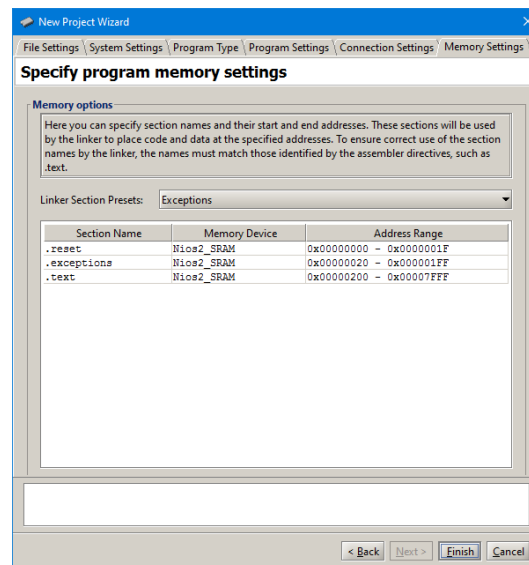 New Project Wizard
File Settings System Settings Program Type Program Settings Connection Settings Memory Settings
Specify program memory settings
Memory options
Here you can specify section names and their start and end addresses. These sections will be used
by the linker to place code and data at the specified addresses. To ensure correct use of the section
names by the linker, the names must match those identified by the assembler directives, such as
.text.
Linker Section Presets: Exceptions
Section Name Memory Device Address Range
.reset Nios2_SRAM 0x00000000 - 0x0000001F
.exceptions Nios2_SRAM 0x00000020 - 0x000001FF
.text Nios2_SRAM 0x00000200 - 0x00007FFF
< Back Next > Finish Cancel